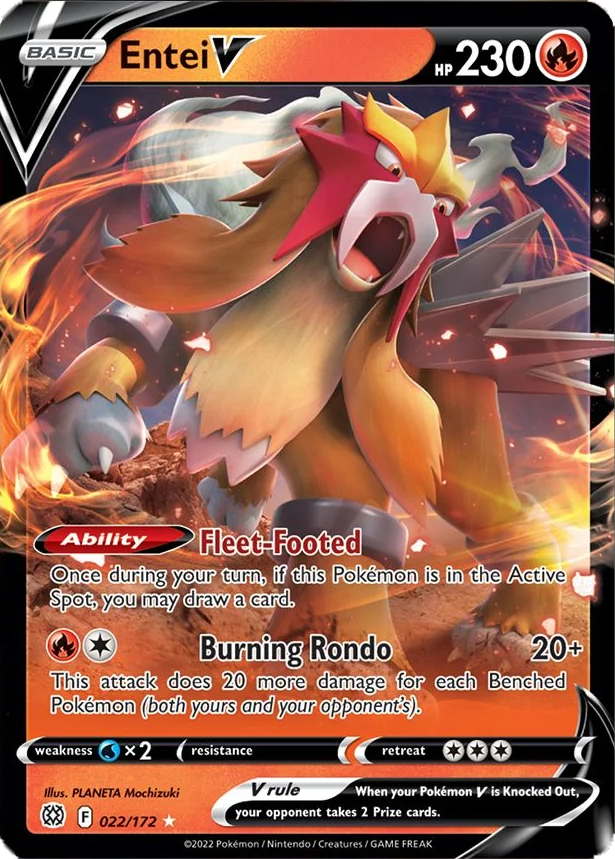 BASIC
Entei V
HP 230
Ability
Fleet-Footed
Once during your turn, if this Pokémon is in the Active
Spot, you may draw a card.
Burning Rondo 20+
This attack does 20 more damage for each Benched
Pokémon (both yours and your opponent's).
weakness ×2 resistance retreat
Illus. PLANETA Mochizuki
V rule
When your Pokémon V is Knocked Out,
your opponent takes 2 Prize cards.
F 022/172
©2022 Pokémon / Nintendo / Creatures / GAME FREAK